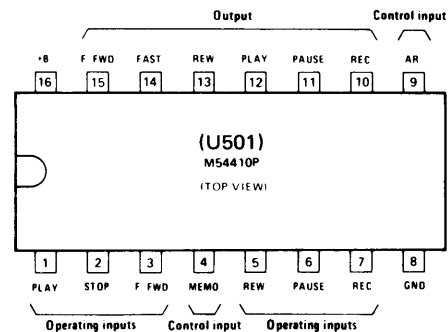 Output Control input
+B F FWD FAST REW PLAY PAUSE REC AR
16 15 14 13 12 11 10 9
(U501)
M54410P
(TOP VIEW)
1 2 3 4 5 6 7 8
PLAY STOP F FWD MEMO REW PAUSE REC GND
Operating inputs Control input Operating inputs